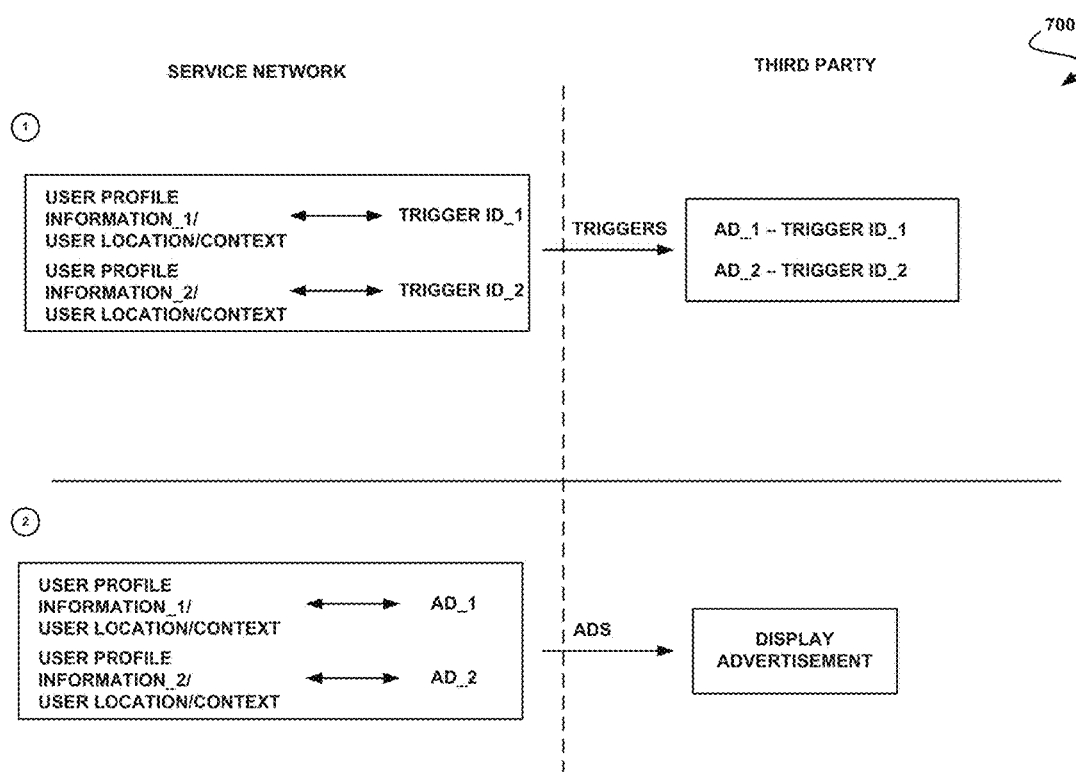 700
SERVICE NETWORK
THIRD PARTY
1
USER PROFILE
INFORMATION_1/
USER LOCATION/CONTEXT
TRIGGER ID_1
USER PROFILE
INFORMATION_2/
USER LOCATION/CONTEXT
TRIGGER ID_2
TRIGGERS
AD_1 -- TRIGGER ID_1
AD_2 -- TRIGGER ID_2
2
USER PROFILE
INFORMATION_1/
USER LOCATION/CONTEXT
AD_1
USER PROFILE
INFORMATION_2/
USER LOCATION/CONTEXT
AD_2
ADS
DISPLAY
ADVERTISEMENT